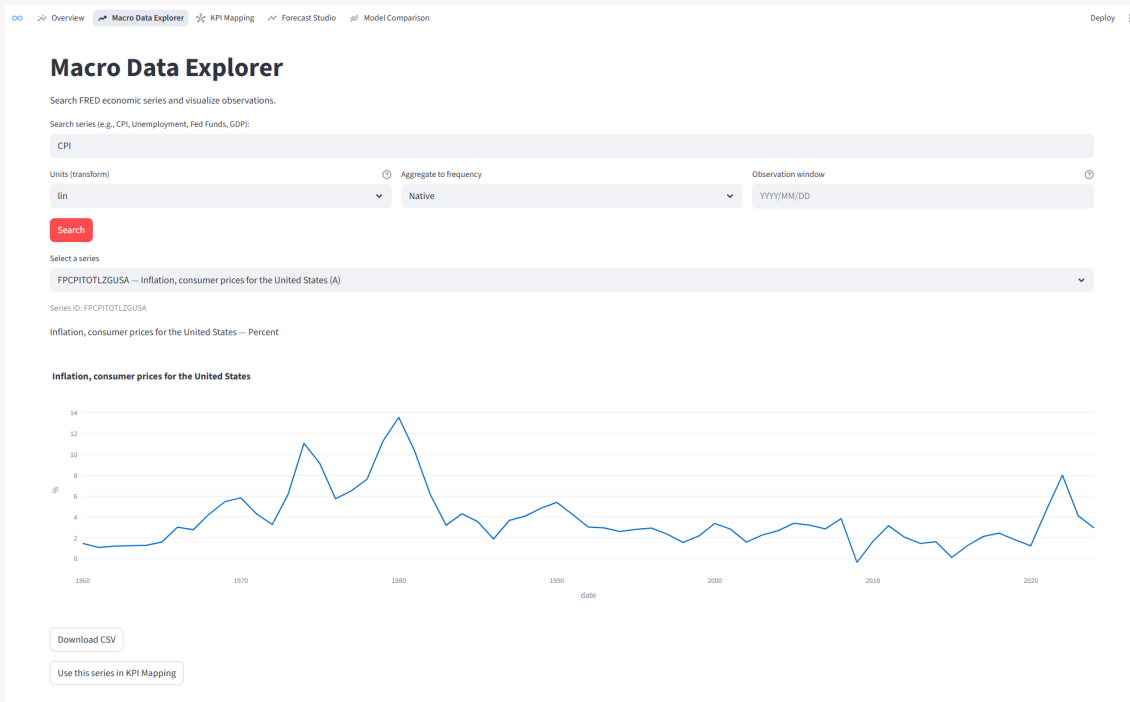 Overview Macro Data Explorer KPI Mapping Forecast Studio Model Comparison Deploy
Macro Data Explorer
Search FRED economic series and visualize observations.
Search series (e.g., CPI, Unemployment, Fed Funds, GDP):
CPI
Units (transform) Aggregate to frequency Observation window
lin Native YYYY/MM/DD
Search
Select a series
FPCPITOTLZGUSA — Inflation, consumer prices for the United States (A)
Series ID: FPCPITOTLZGUSA
Inflation, consumer prices for the United States — Percent
Inflation, consumer prices for the United States
14
12
10
8
6
4
2
0
%
1960 1970 1980 1990 2000 2010 2020
date
Download CSV
Use this series in KPI Mapping